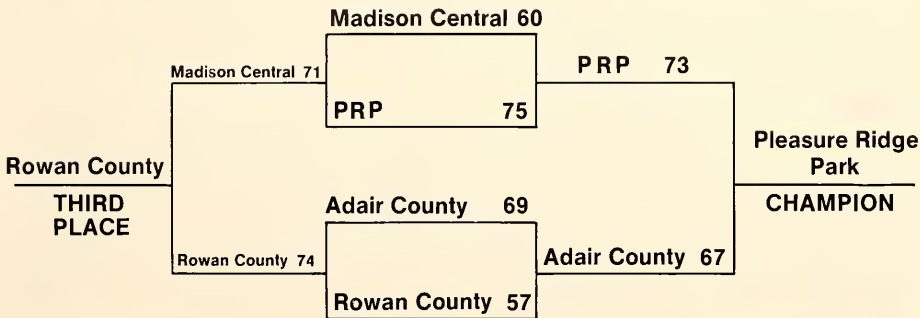 Madison Central 60
Madison Central 71
PRP 73
PRP 75
Rowan County
THIRD
PLACE
Pleasure Ridge
Park
CHAMPION
Adair County 69
Rowan County 74
Adair County 67
Rowan County 57